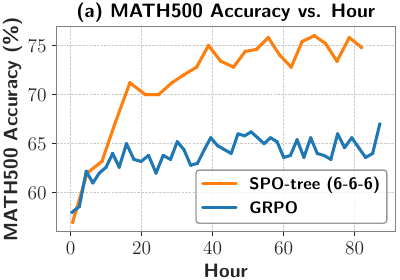 (a) MATH500 Accuracy vs. Hour
MATH500 Accuracy (%)
75
70
65
60
SPO-tree (6-6-6)
GRPO
0 20 40 60 80
Hour